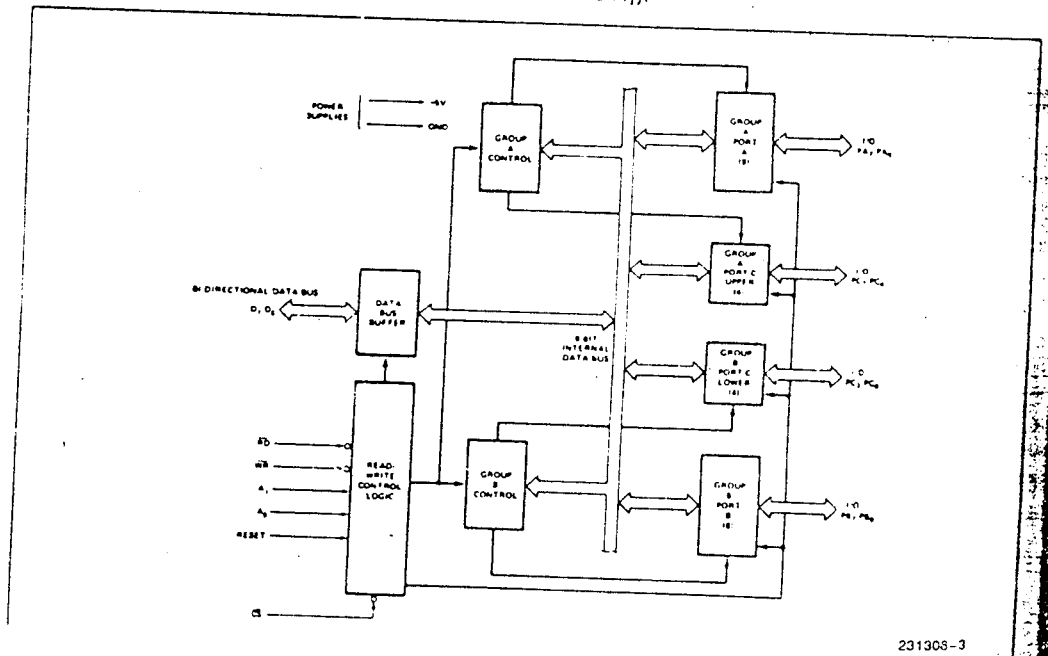 POWER
SUPPLIES
+5V
GND
GROUP
A
CONTROL
GROUP
A
PORT
A
(8)
I/O
PA7 PA0
GROUP
A
PORT C
UPPER
(4)
I/O
PC7 PC4
BI DIRECTIONAL DATA BUS
D7 D0
DATA
BUS
BUFFER
8-BIT
INTERNAL
DATA BUS
GROUP
B
PORT C
LOWER
(4)
I/O
PC3 PC0
RD
WR
A1
A0
RESET
CS
READ-
WRITE
CONTROL
LOGIC
GROUP
B
CONTROL
GROUP
B
PORT
B
(8)
I/O
PB7 PB0
231308-3